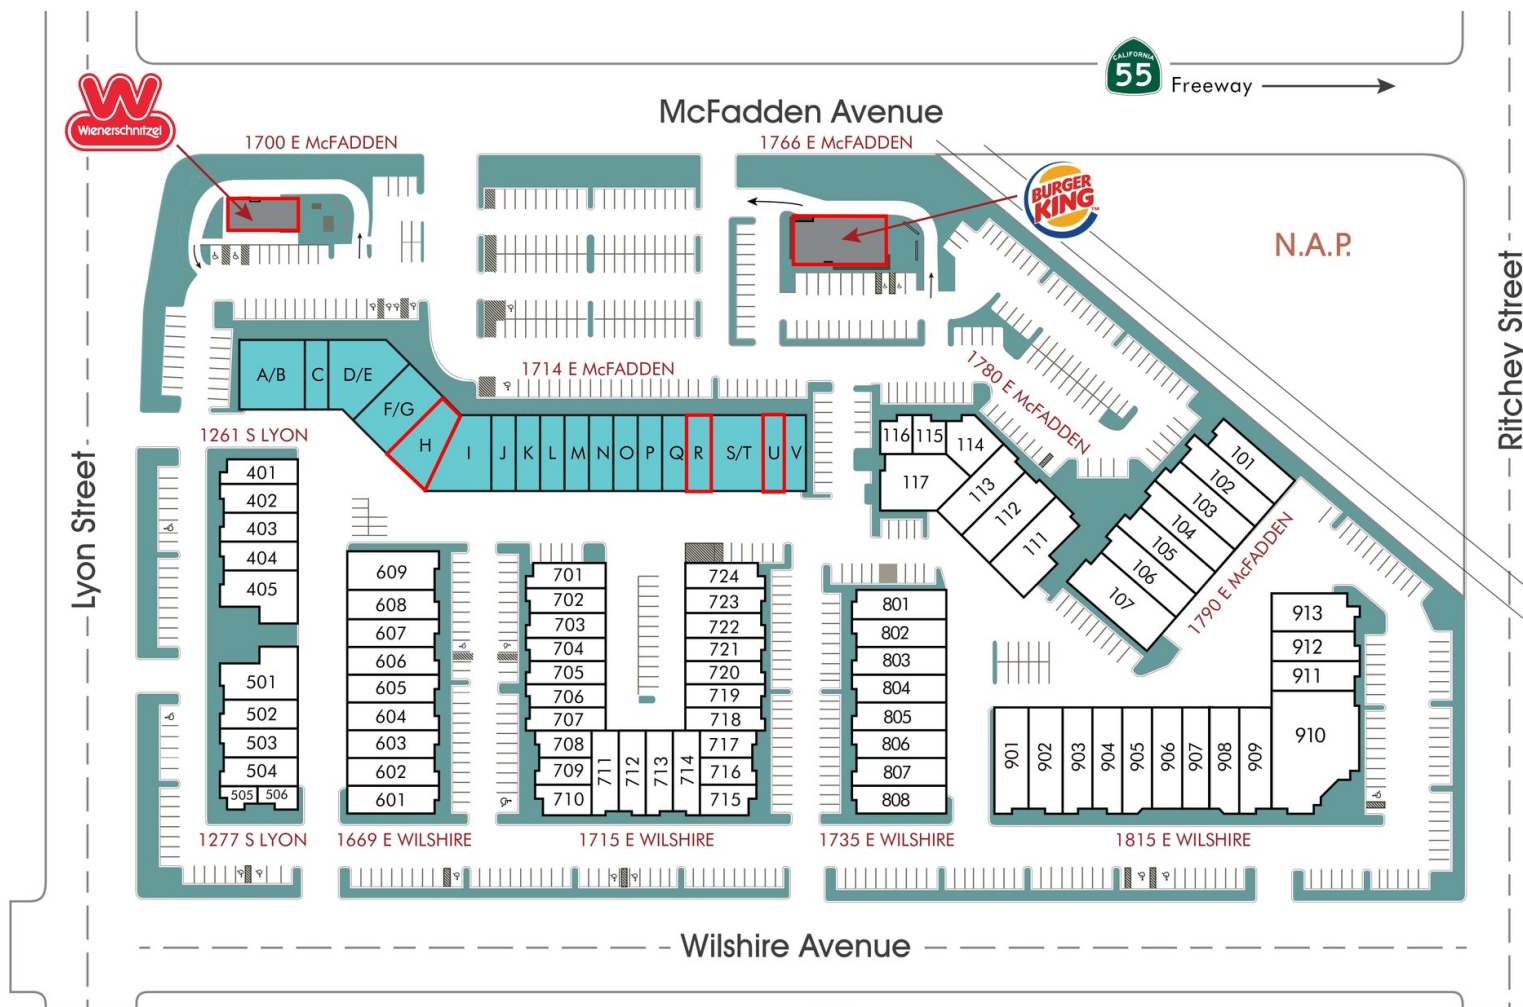 CALIFORNIA
55
Freeway
McFadden Avenue
W
Wienerschnitzel
1700 E McFADDEN
1766 E McFADDEN
BURGER
KING
TM
N.A.P.
Ritchey Street
Lyon Street
1714 E McFADDEN
1780 E McFADDEN
A/B
C
D/E
F/G
H
I
J
K
L
M
N
O
P
Q
R
S/T
U
V
116
115
114
117
113
112
111
101
102
103
104
105
106
107
1790 E McFADDEN
1261 S LYON
401
402
403
404
405
501
502
503
504
505
506
1277 S LYON
609
608
607
606
605
604
603
602
601
1669 E WILSHIRE
701
702
703
704
705
706
707
708
709
710
711
712
713
714
724
723
722
721
720
719
718
717
716
715
1715 E WILSHIRE
801
802
803
804
805
806
807
808
1735 E WILSHIRE
913
912
911
910
901
902
903
904
905
906
907
908
909
1815 E WILSHIRE
Wilshire Avenue